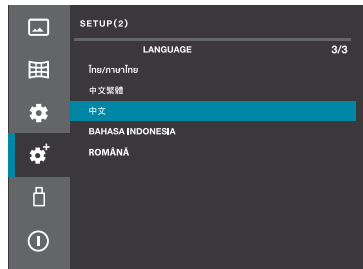 SETUP(2)
LANGUAGE 3/3
ไทย/ภาษาไทย
中文繁體
中文
BAHASA INDONESIA
ROMÂNĂ